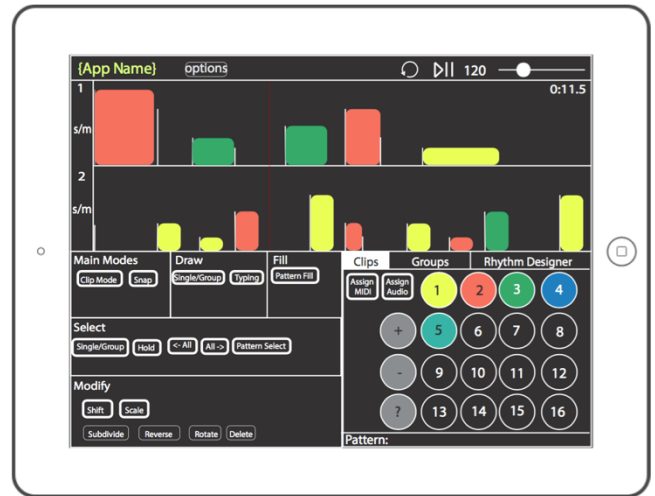 {App Name} options 120
1 0:11.5
s/m
2
s/m
Main Modes Draw Fill
Clip Mode Snap Single/Group Typing Pattern Fill
Select
Single/Group Hold <- All All -> Pattern Select
Modify
Shift Scale
Subdivide Reverse Rotate Delete
Clips Groups Rhythm Designer
Assign MIDI Assign Audio 1 2 3 4
+ 5 6 7 8
- 9 10 11 12
? 13 14 15 16
Pattern: